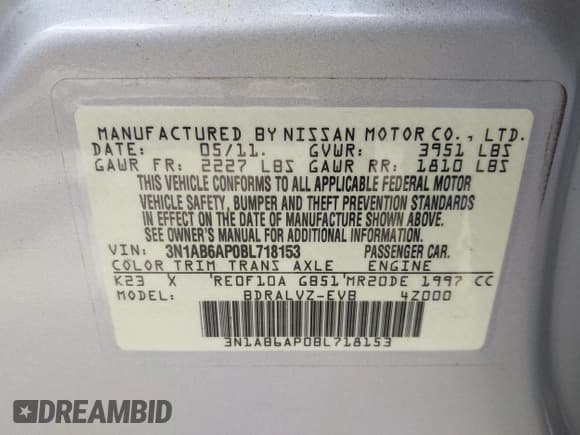 MANUFACTURED BY NISSAN MOTOR CO., LTD.
DATE: 05/11. GVWR: 3951 LBS
GAWR FR: 2227 LBS GAWR RR: 1810 LBS
THIS VEHICLE CONFORMS TO ALL APPLICABLE FEDERAL MOTOR
VEHICLE SAFETY, BUMPER AND THEFT PREVENTION STANDARDS
IN EFFECT ON THE DATE OF MANUFACTURE SHOWN ABOVE.
SEE OWNER'S MANUAL FOR ADDITIONAL INFORMATION.
VIN: 3N1AB6AP0BL718153 PASSENGER CAR.
COLOR TRIM TRANS AXLE ENGINE
K23 X 'RE0F10A GB51'MR20DE 1997 CC
MODEL: BDRALVZ-EVB 4Z000
3N1AB6AP0BL718153
DREAMBID